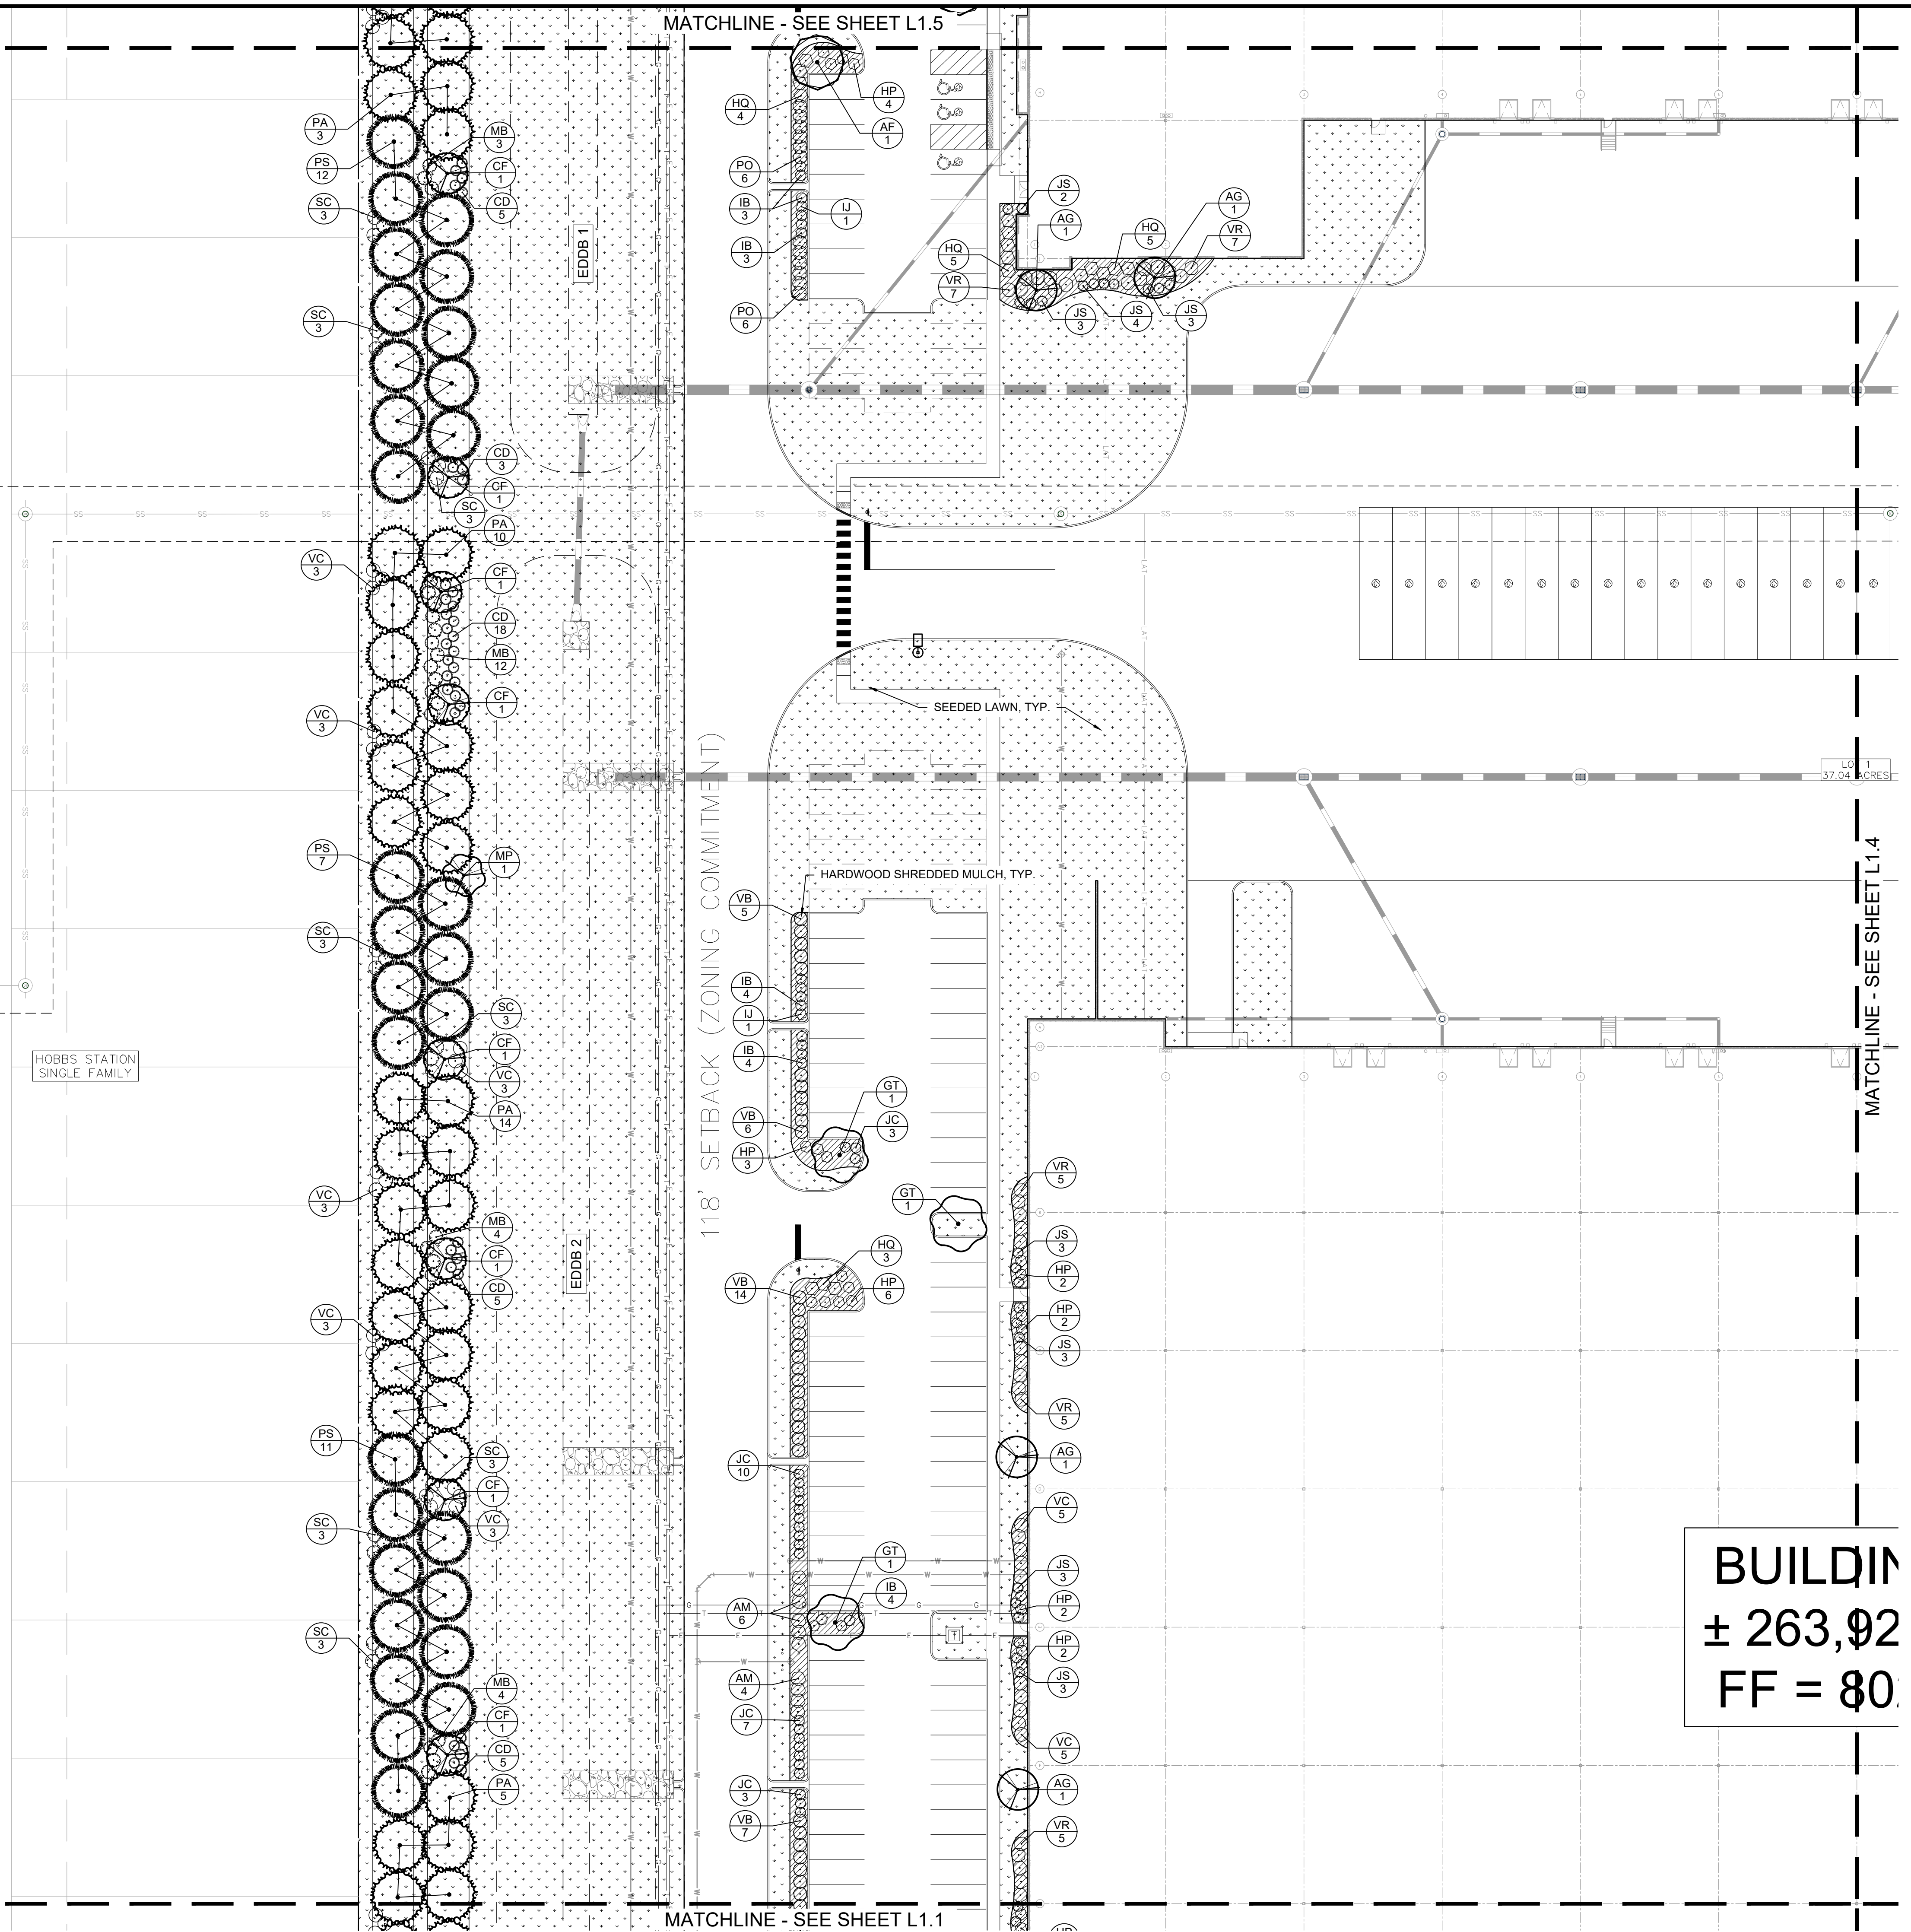 MATCHLINE - SEE SHEET L1.5
HP
4
HQ
4
PA
3
AF
1
MB
3
PS
12
CF
1
PO
6
JS
2
SC
3
CD
5
IB
3
IJ
1
AG
1
AG
1
HQ
5
VR
7
IB
3
HQ
5
EDDB 1
VR
7
SC
3
PO
6
JS
3
JS
4
JS
3
CD
3
CF
1
SC
3
PA
10
VC
3
CF
1
CD
18
MB
12
CF
1
VC
3
SEEDED LAWN, TYP.
LO 1
37.04 ACRES
118' SETBACK (ZONING COMMITMENT)
PS
7
MP
1
HARDWOOD SHREDDED MULCH, TYP.
VB
5
SC
3
MATCHLINE - SEE SHEET L1.4
IB
4
SC
3
IJ
1
CF
1
IB
4
HOBBS STATION
SINGLE FAMILY
VC
3
GT
1
PA
14
VB
6
JC
3
HP
3
VR
5
VC
3
GT
1
MB
4
JS
3
HQ
3
CF
1
EDDB 2
HP
2
VB
14
HP
6
CD
5
VC
3
HP
2
JS
3
VR
5
PS
11
SC
3
AG
1
JC
10
CF
1
VC
5
SC
3
VC
3
GT
1
JS
3
IB
4
HP
2
AM
6
SC
3
HP
2
JS
3
MB
4
AM
4
CF
1
JC
7
CD
5
VC
5
PA
5
JC
3
AG
1
VB
7
VR
5
BUILDIN
± 263,92
FF = 80
MATCHLINE - SEE SHEET L1.1